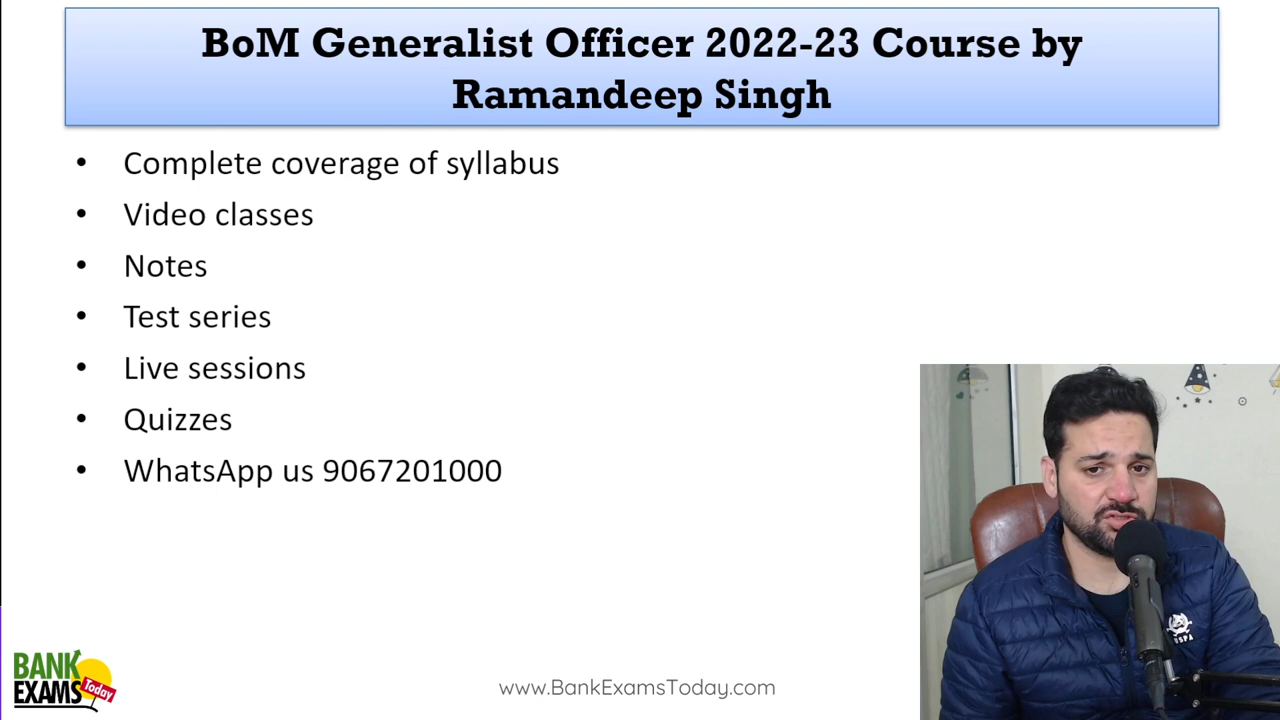 BoM Generalist Officer 2022-23 Course by
Ramandeep Singh
• Complete coverage of syllabus
• Video classes
• Notes
• Test series
• Live sessions
• Quizzes
• WhatsApp us 9067201000
BANK
EXAMS
Today
www.BankExamsToday.com
USPA